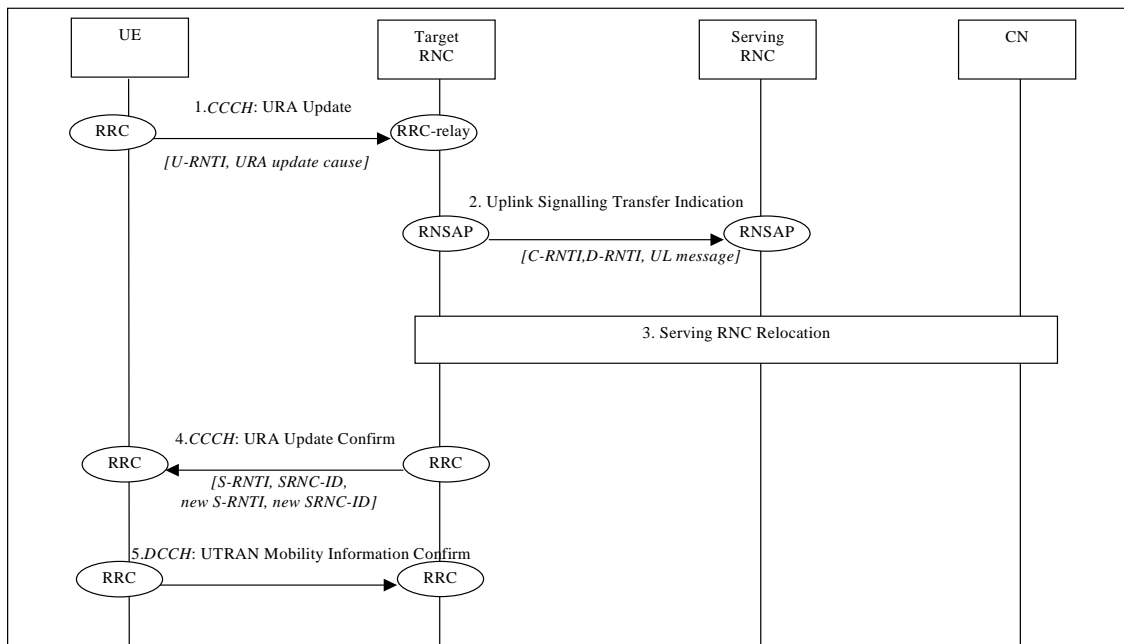 UE
Target
RNC
Serving
RNC
CN
1.CCCH: URA Update
RRC
RRC-relay
[U-RNTI, URA update cause]
2. Uplink Signalling Transfer Indication
RNSAP
RNSAP
[C-RNTI,D-RNTI, UL message]
3. Serving RNC Relocation
4.CCCH: URA Update Confirm
RRC
RRC
[S-RNTI, SRNC-ID,
new S-RNTI, new SRNC-ID]
5.DCCH: UTRAN Mobility Information Confirm
RRC
RRC